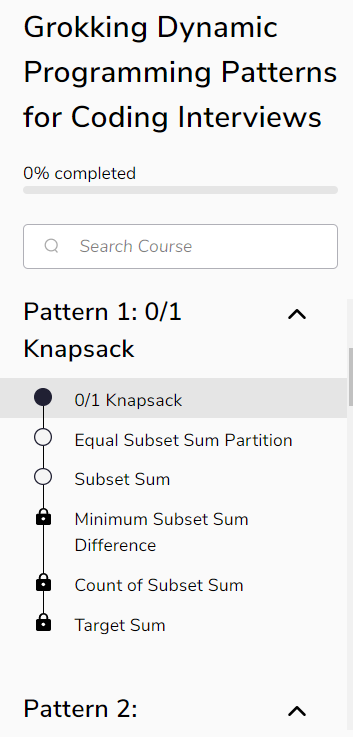 Grokking Dynamic
Programming Patterns
for Coding Interviews
0% completed
Search Course
Pattern 1: 0/1
Knapsack
0/1 Knapsack
Equal Subset Sum Partition
Subset Sum
Minimum Subset Sum
Difference
Count of Subset Sum
Target Sum
Pattern 2: